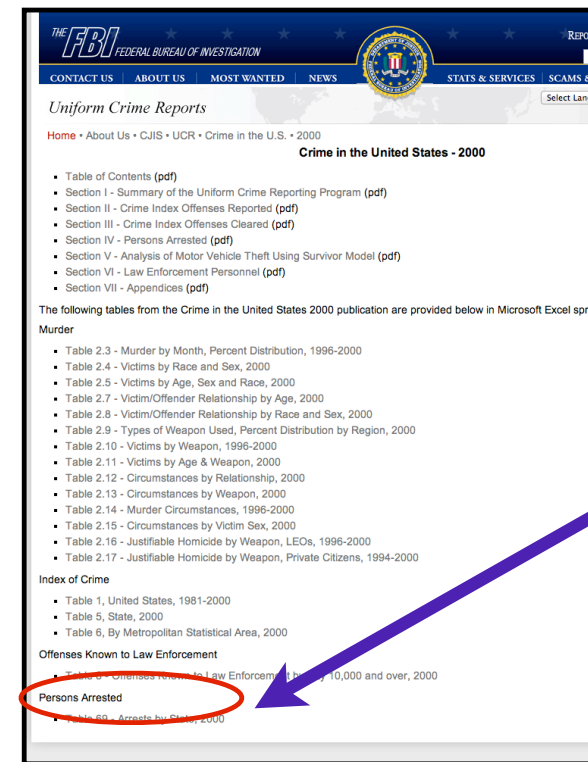 THE
FBI FEDERAL BUREAU OF INVESTIGATION
CONTACT US ABOUT US MOST WANTED NEWS STATS & SERVICES SCAMS &
Uniform Crime Reports
Home • About Us • CJIS • UCR • Crime in the U.S. • 2000
Crime in the United States - 2000
▪ Table of Contents (pdf)
▪ Section I - Summary of the Uniform Crime Reporting Program (pdf)
▪ Section II - Crime Index Offenses Reported (pdf)
▪ Section III - Crime Index Offenses Cleared (pdf)
▪ Section IV - Persons Arrested (pdf)
▪ Section V - Analysis of Motor Vehicle Theft Using Survivor Model (pdf)
▪ Section VI - Law Enforcement Personnel (pdf)
▪ Section VII - Appendices (pdf)
The following tables from the Crime in the United States 2000 publication are provided below in Microsoft Excel spr
Murder
▪ Table 2.3 - Murder by Month, Percent Distribution, 1996-2000
▪ Table 2.4 - Victims by Race and Sex, 2000
▪ Table 2.5 - Victims by Age, Sex and Race, 2000
▪ Table 2.7 - Victim/Offender Relationship by Age, 2000
▪ Table 2.8 - Victim/Offender Relationship by Race and Sex, 2000
▪ Table 2.9 - Types of Weapon Used, Percent Distribution by Region, 2000
▪ Table 2.10 - Victims by Weapon, 1996-2000
▪ Table 2.11 - Victims by Age & Weapon, 2000
▪ Table 2.12 - Circumstances by Relationship, 2000
▪ Table 2.13 - Circumstances by Weapon, 2000
▪ Table 2.14 - Murder Circumstances, 1996-2000
▪ Table 2.15 - Circumstances by Victim Sex, 2000
▪ Table 2.16 - Justifiable Homicide by Weapon, LEOs, 1996-2000
▪ Table 2.17 - Justifiable Homicide by Weapon, Private Citizens, 1994-2000
Index of Crime
▪ Table 1, United States, 1981-2000
▪ Table 5, State, 2000
▪ Table 6, By Metropolitan Statistical Area, 2000
Offenses Known to Law Enforcement
Table - Offenses Known to Law Enforcement by 10,000 and over, 2000
Persons Arrested
▪ Table 69 - Arrests by State, 2000